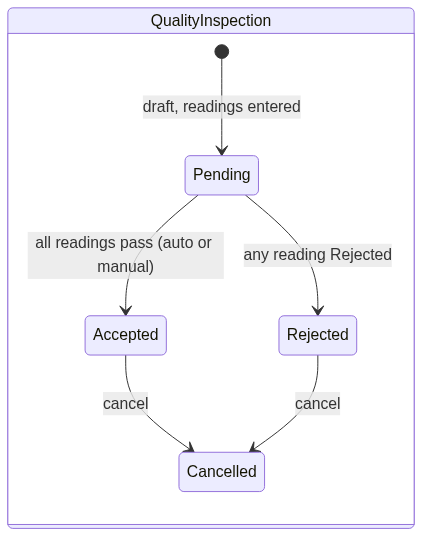 QualityInspection
draft, readings entered
Pending
all readings pass (auto or
manual)
any reading Rejected
Accepted
Rejected
cancel
cancel
Cancelled